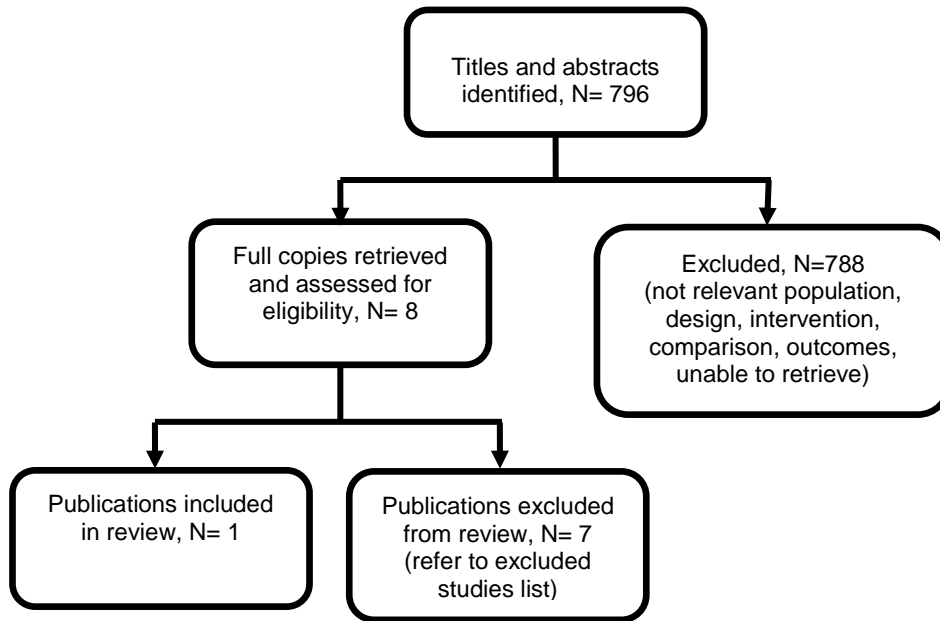 Titles and abstracts
identified, N= 796
Full copies retrieved
and assessed for
eligibility, N= 8
Excluded, N=788
(not relevant population,
design, intervention,
comparison, outcomes,
unable to retrieve)
Publications included
in review, N= 1
Publications excluded
from review, N= 7
(refer to excluded
studies list)